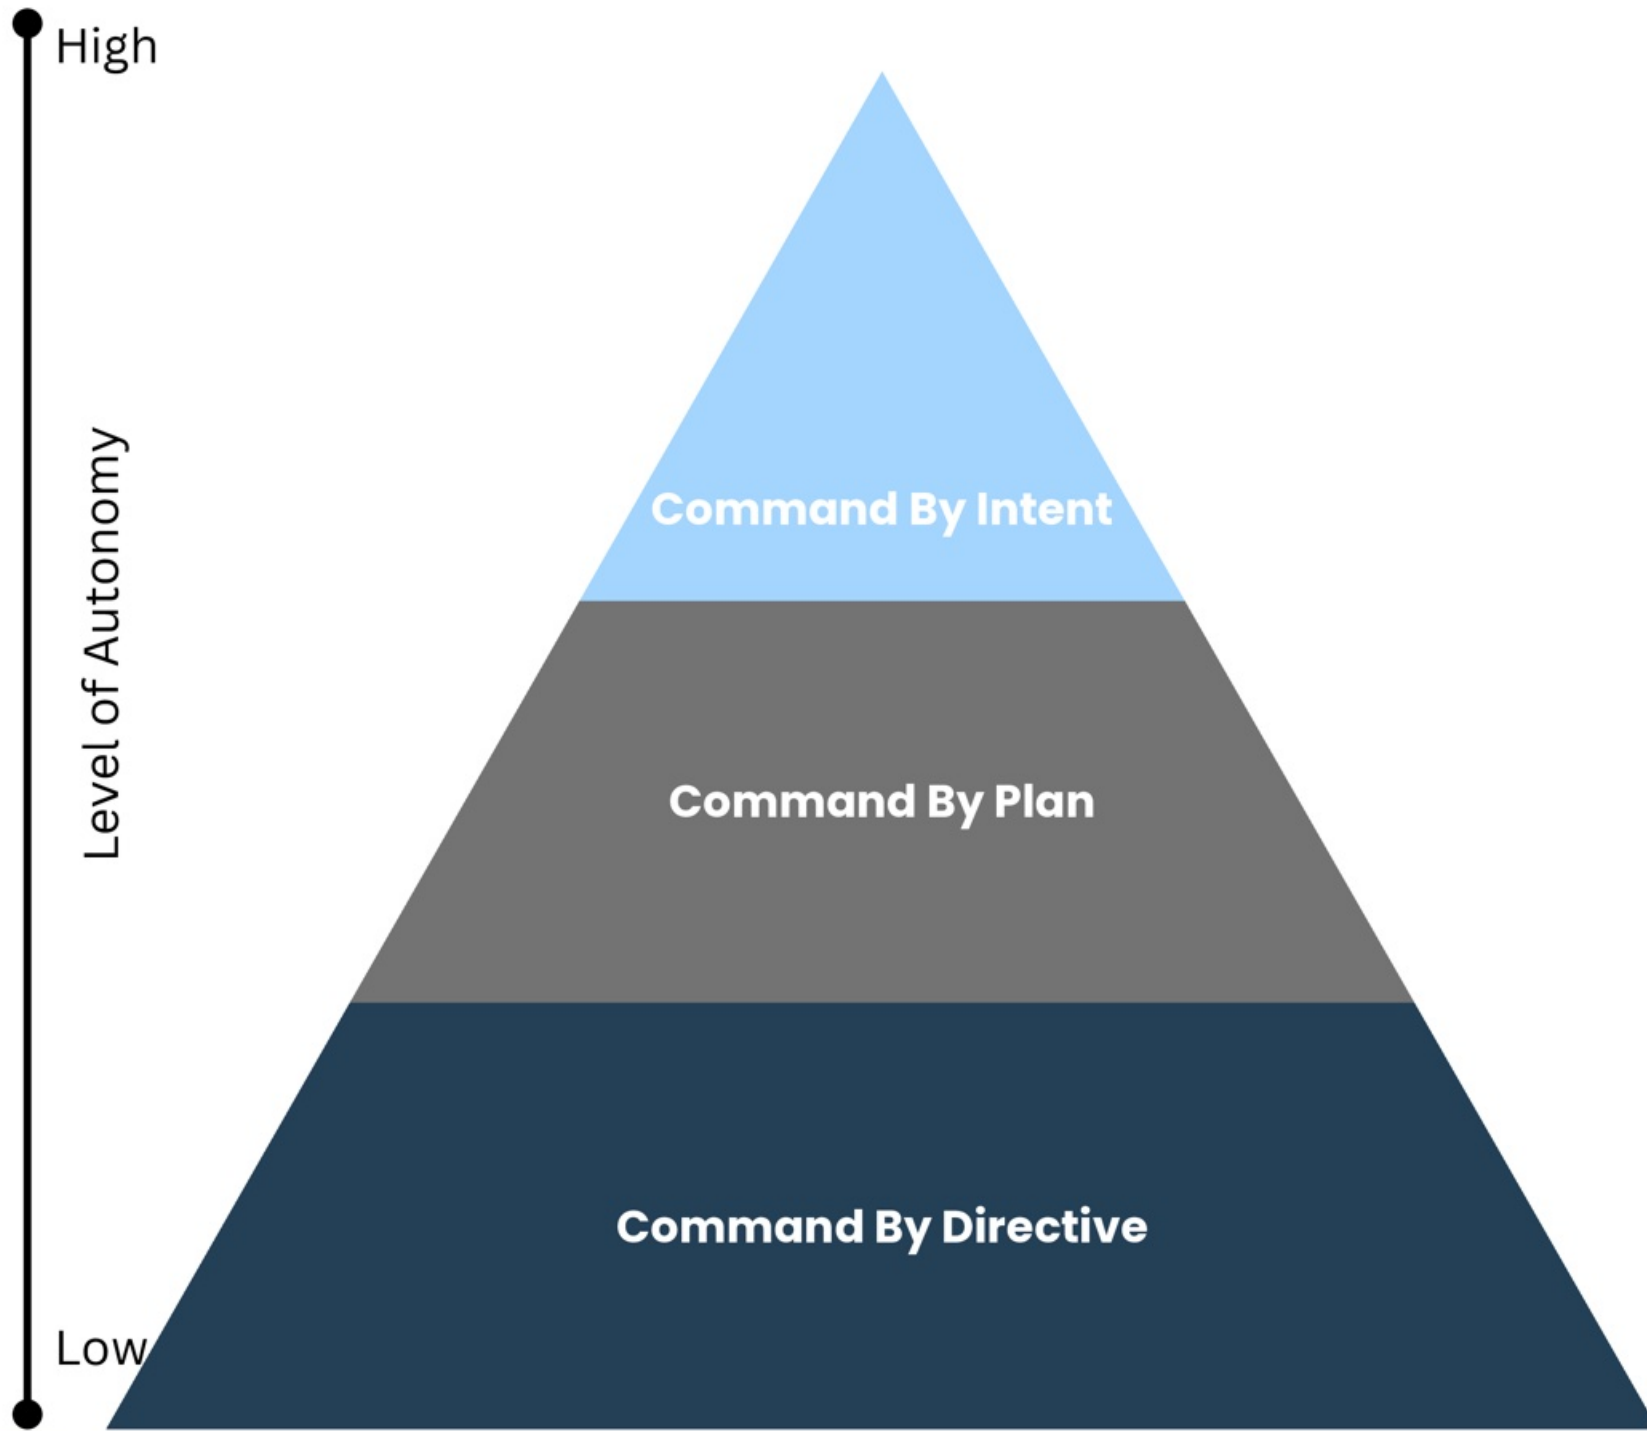 High
Level of Autonomy
Command By Intent
Command By Plan
Command By Directive
Low